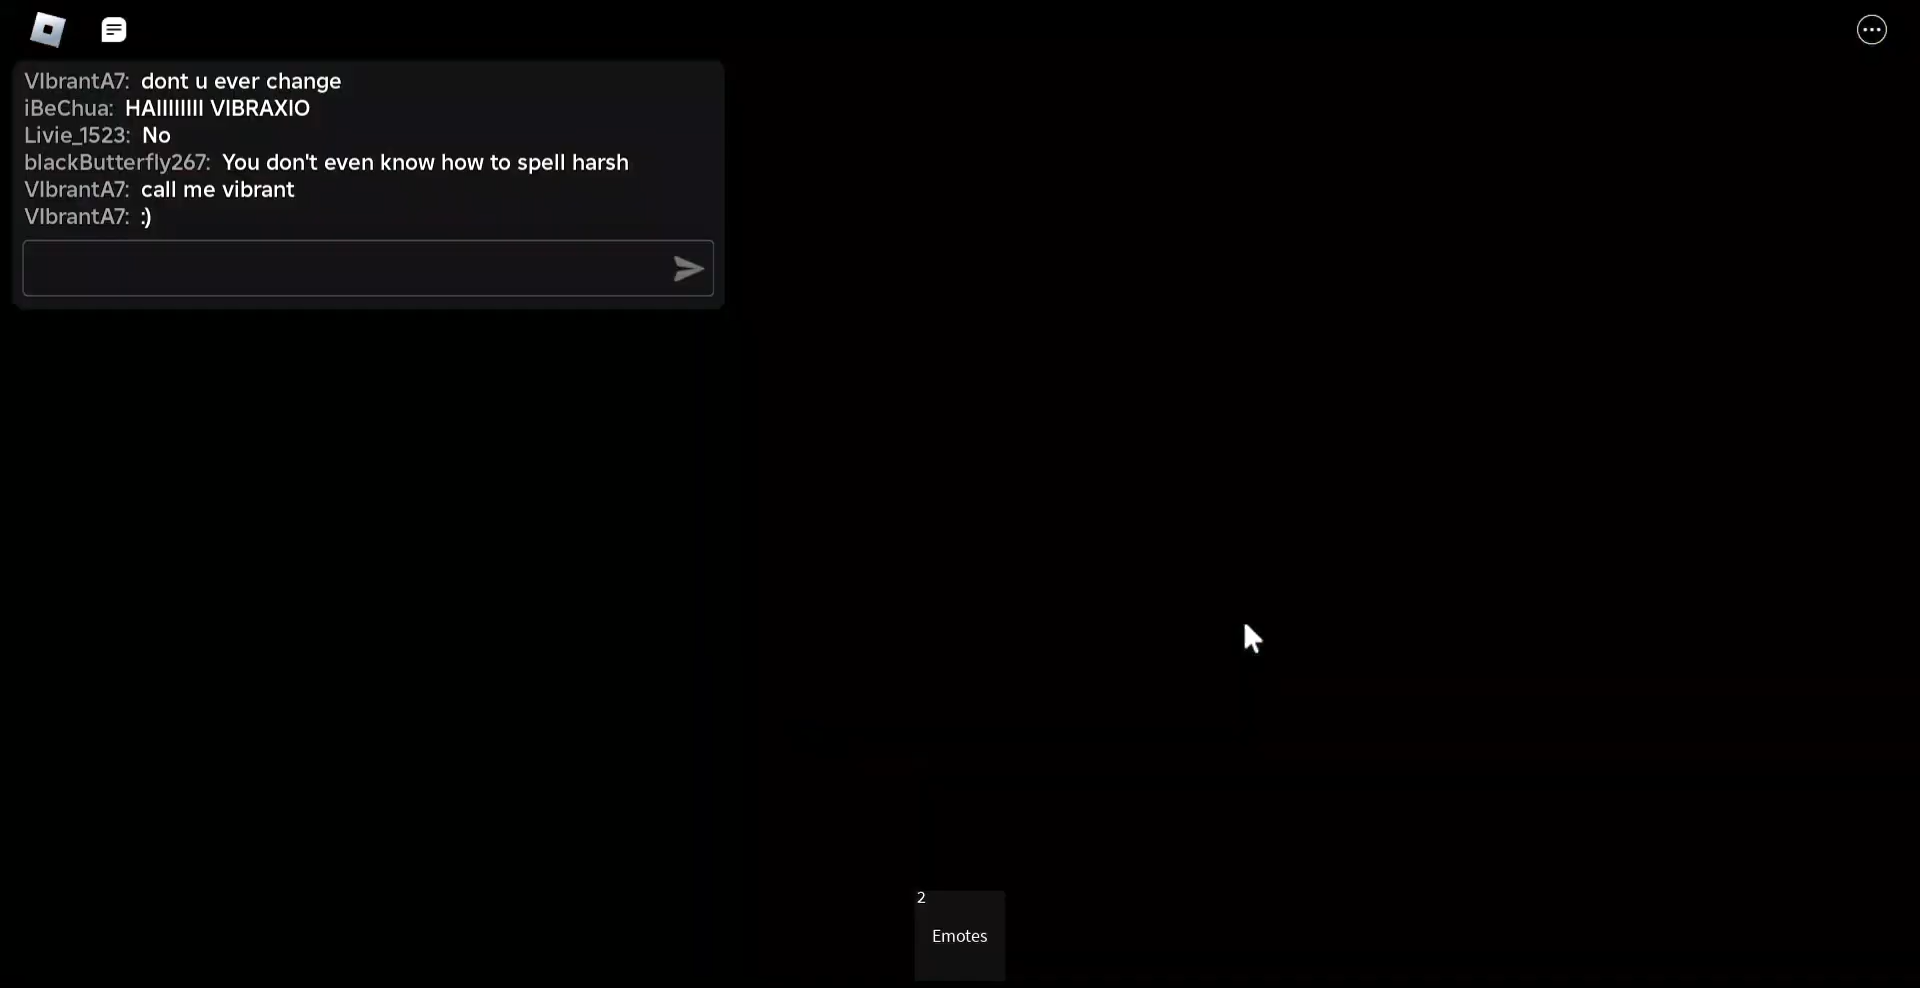 VIbrantA7: dont u ever change
iBeChua: HAIIIIIIII VIBRAXIO
Livie_1523: No
blackButterfly267: You don't even know how to spell harsh
VIbrantA7: call me vibrant
VIbrantA7: :)
2
Emotes